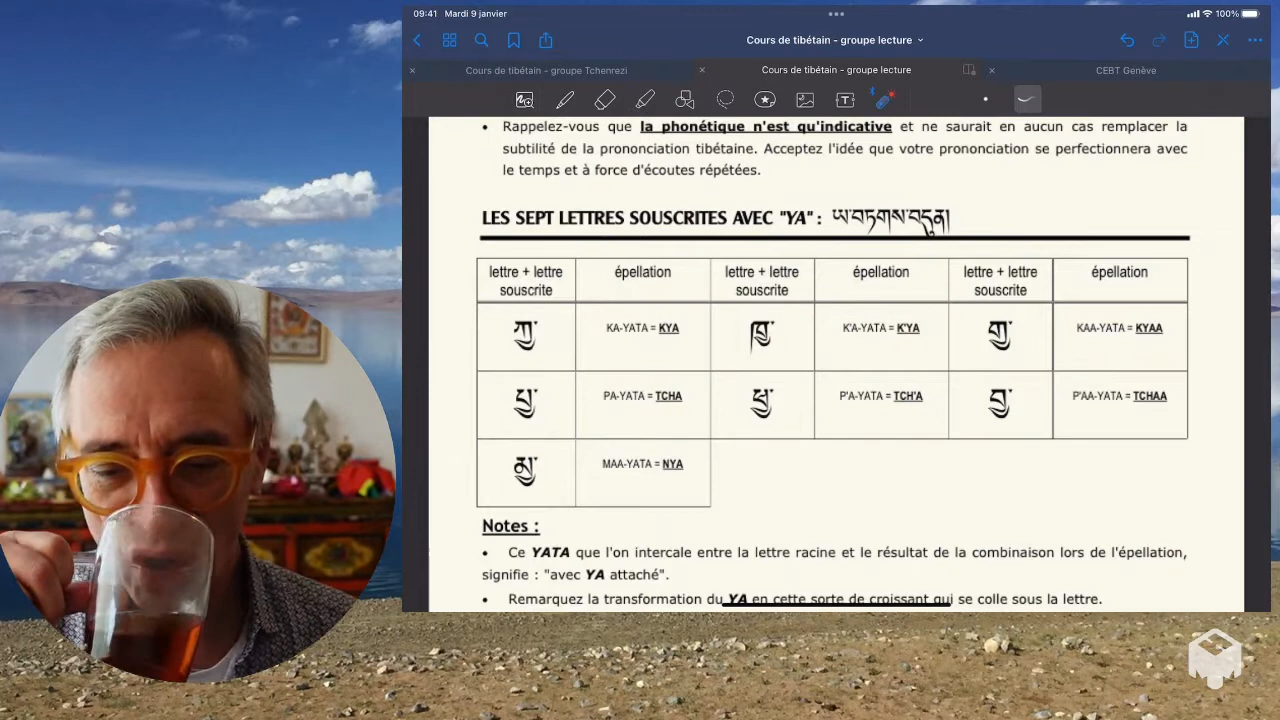 09:41 Mardi 9 janvier
100%
Cours de tibétain - groupe lecture
Cours de tibétain - groupe Tchenrezi
Cours de tibétain - groupe lecture
CEBT Genève
• Rappelez-vous que la phonétique n'est qu'indicative et ne saurait en aucun cas remplacer la
subtilité de la prononciation tibétaine. Acceptez l'idée que votre prononciation se perfectionnera avec
le temps et à force d'écoutes répétées.
LES SEPT LETTRES SOUSCRITES AVEC "YA" : ཡ་བཏགས་བདུན།
lettre + lettre souscrite épellation lettre + lettre souscrite épellation lettre + lettre souscrite épellation
ཀྱ་ KA-YATA = KYA ཁྱ་ K'A-YATA = K'YA གྱ་ KAA-YATA = KYAA
པྱ་ PA-YATA = TCHA ཕྱ་ P'A-YATA = TCH'A བྱ་ P'AA-YATA = TCHAA
མྱ་ MAA-YATA = NYA
Notes :
• Ce YATA que l'on intercale entre la lettre racine et le résultat de la combinaison lors de l'épellation,
signifie : "avec YA attaché".
• Remarquez la transformation du YA en cette sorte de croissant qui se colle sous la lettre.